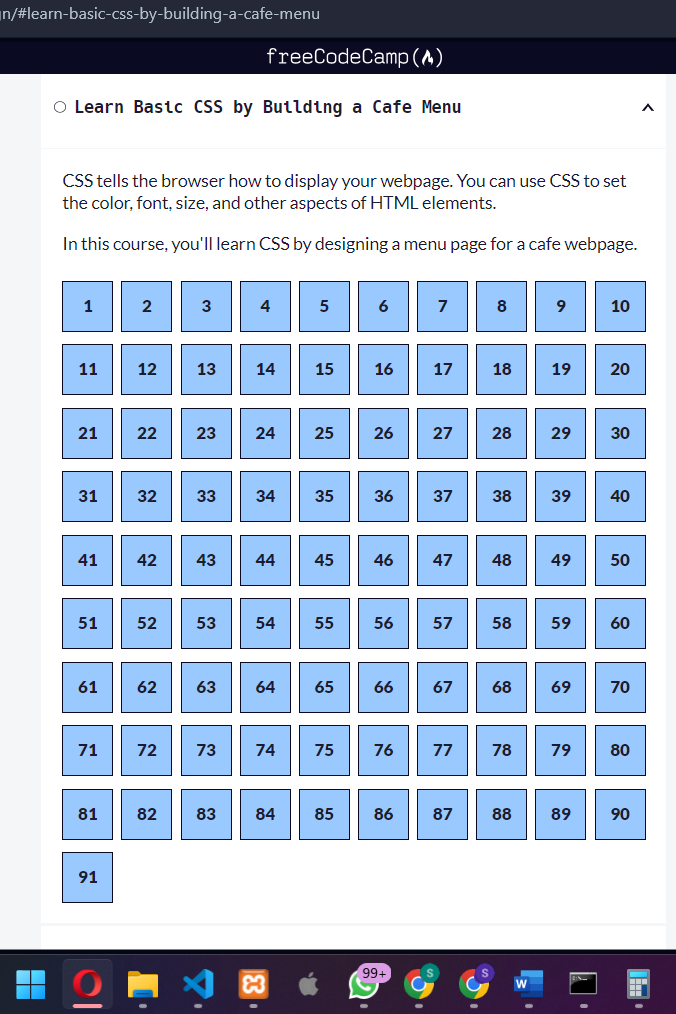 gn/#learn-basic-css-by-building-a-cafe-menu
freeCodeCamp
Learn Basic CSS by Building a Cafe Menu
CSS tells the browser how to display your webpage. You can use CSS to set
the color, font, size, and other aspects of HTML elements.
In this course, you'll learn CSS by designing a menu page for a cafe webpage.
1 2 3 4 5 6 7 8 9 10
11 12 13 14 15 16 17 18 19 20
21 22 23 24 25 26 27 28 29 30
31 32 33 34 35 36 37 38 39 40
41 42 43 44 45 46 47 48 49 50
51 52 53 54 55 56 57 58 59 60
61 62 63 64 65 66 67 68 69 70
71 72 73 74 75 76 77 78 79 80
81 82 83 84 85 86 87 88 89 90
91
99+ S S W